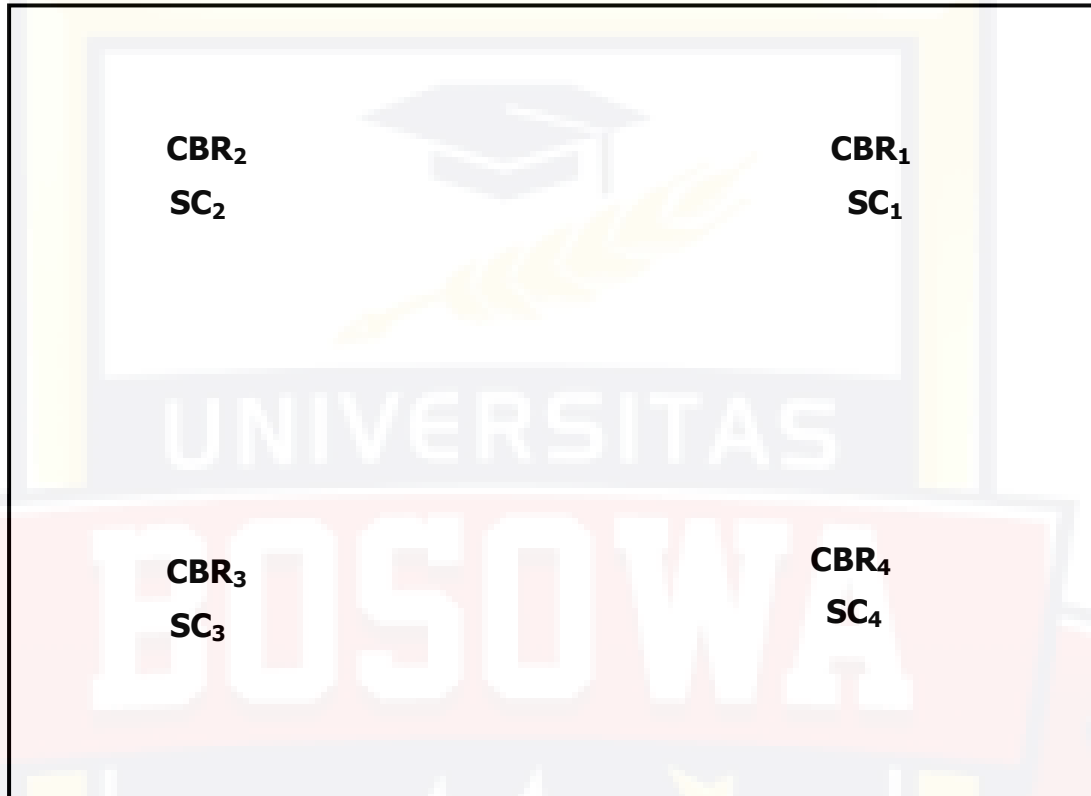 CBR₂ CBR₁
SC₂ SC₁
UNIVERSITAS
BOSOWA
CBR₃ CBR₄
SC₃ SC₄